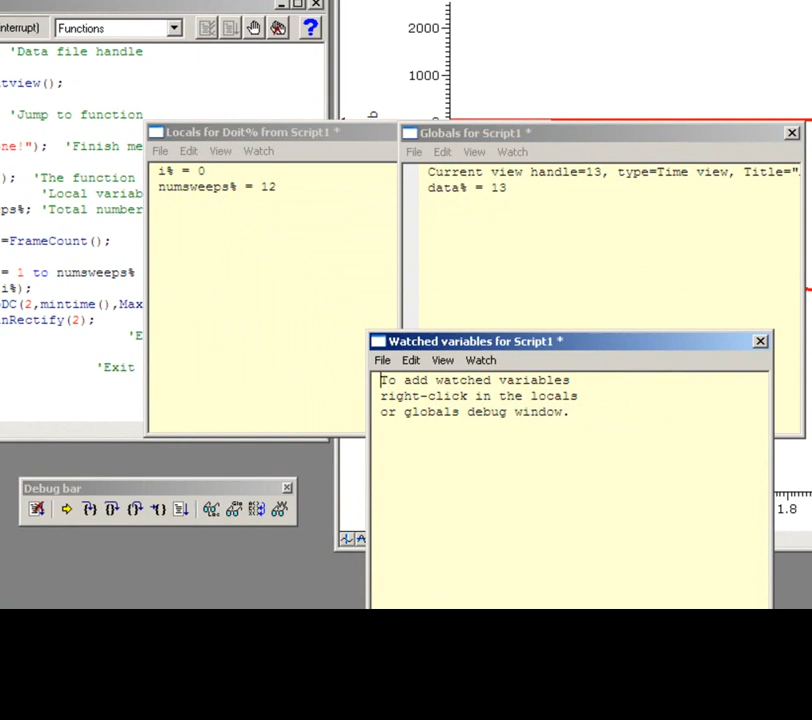 nterrupt)
Functions
'Data file handle
tview();
'Jump to function
ne!"); 'Finish me
); 'The function
'Local variab
ps%; 'Total number
=FrameCount();
= 1 to numsweeps%
i%);
DC(2,mintime(),Max
nRectify(2);
'E
'Exit
2000
1000
0
b
Locals for Doit% from Script1 *
File Edit View Watch
i% = 0
numsweeps% = 12
Globals for Script1 *
File Edit View Watch
Current view handle=13, type=Time view, Title="
data% = 13
Watched variables for Script1 *
File Edit View Watch
To add watched variables
right-click in the locals
or globals debug window.
Debug bar
1.8